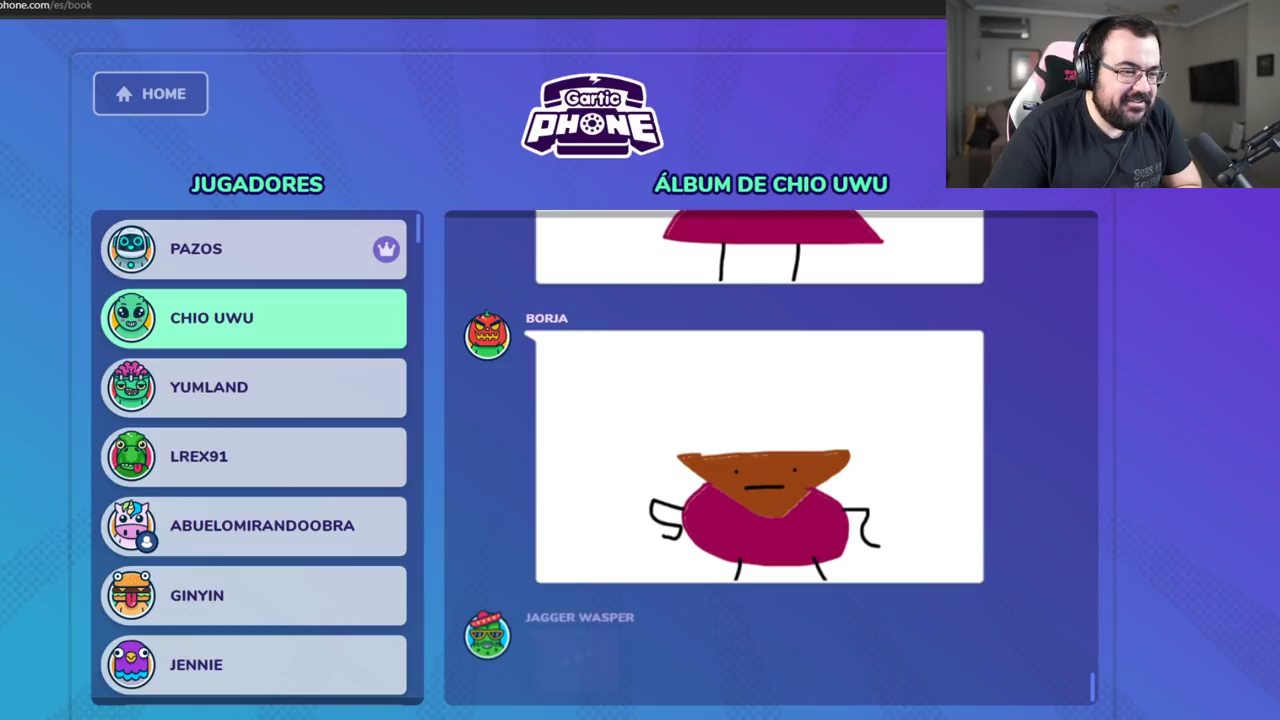 phone.com/es/book
HOME
Gartic
PHONE
JUGADORES
ÁLBUM DE CHIO UWU
PAZOS
CHIO UWU
YUMLAND
LREX91
ABUELOMIRANDOOBRA
GINYIN
JENNIE
BORJA
JAGGER WASPER